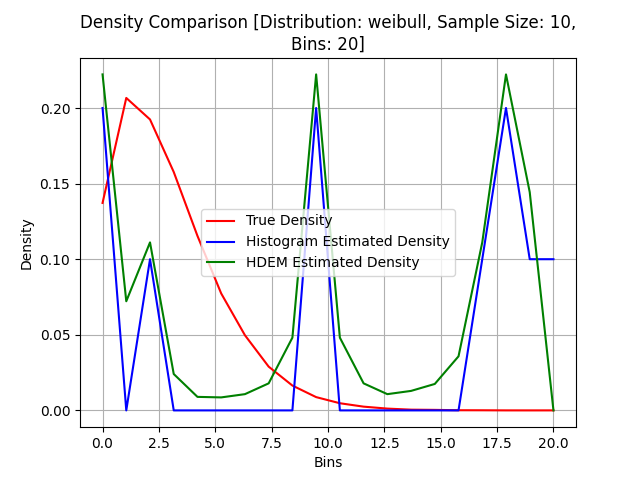 Density Comparison [Distribution: weibull, Sample Size: 10,
Bins: 20]
Density
0.20
0.15
0.10
0.05
0.00
True Density
Histogram Estimated Density
HDEM Estimated Density
0.0 2.5 5.0 7.5 10.0 12.5 15.0 17.5 20.0
Bins